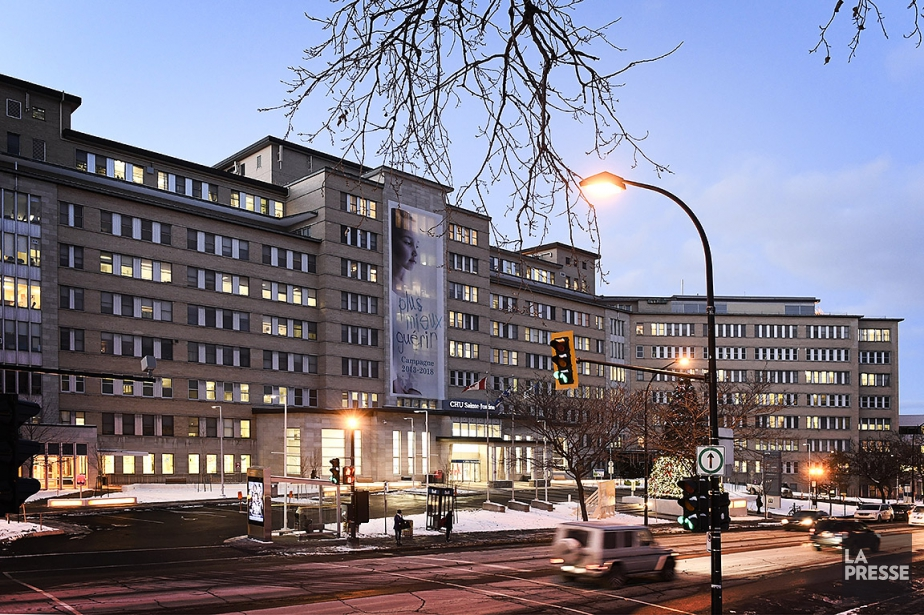 plus
mieux
guérir
Campagne
2013-2018
CHU Sainte-Justine
LA
PRESSE